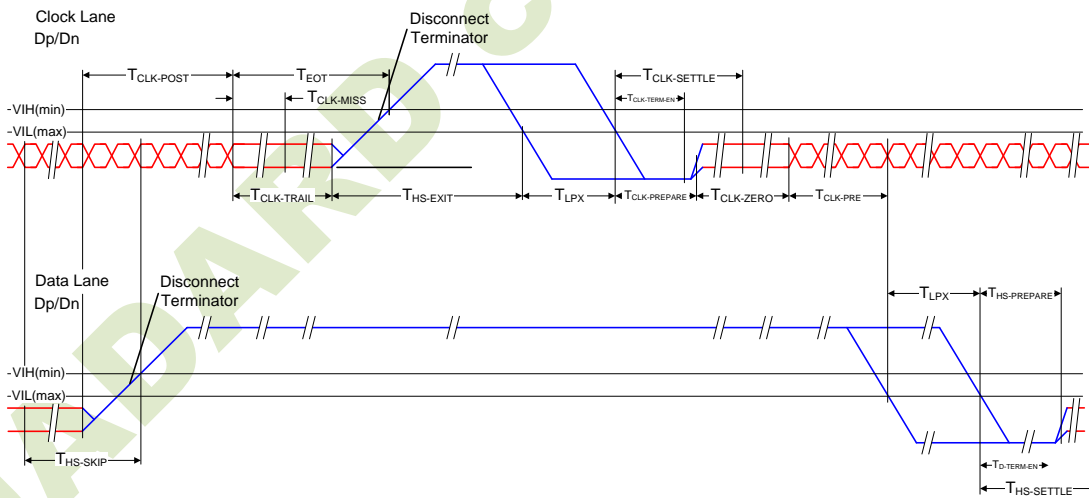 Clock Lane
Dp/Dn
Disconnect
Terminator
TCLK-POST
TEOT
TCLK-SETTLE
TCLK-MISS
TCLK-TERM-EN
VIH(min)
VIL(max)
TCLK-TRAIL
THS-EXIT
TLPX
TCLK-PREPARE
TCLK-ZERO
TCLK-PRE
Data Lane
Dp/Dn
Disconnect
Terminator
TLPX
THS-PREPARE
VIH(min)
VIL(max)
THS-SKIP
TD-TERM-EN
THS-SETTLE